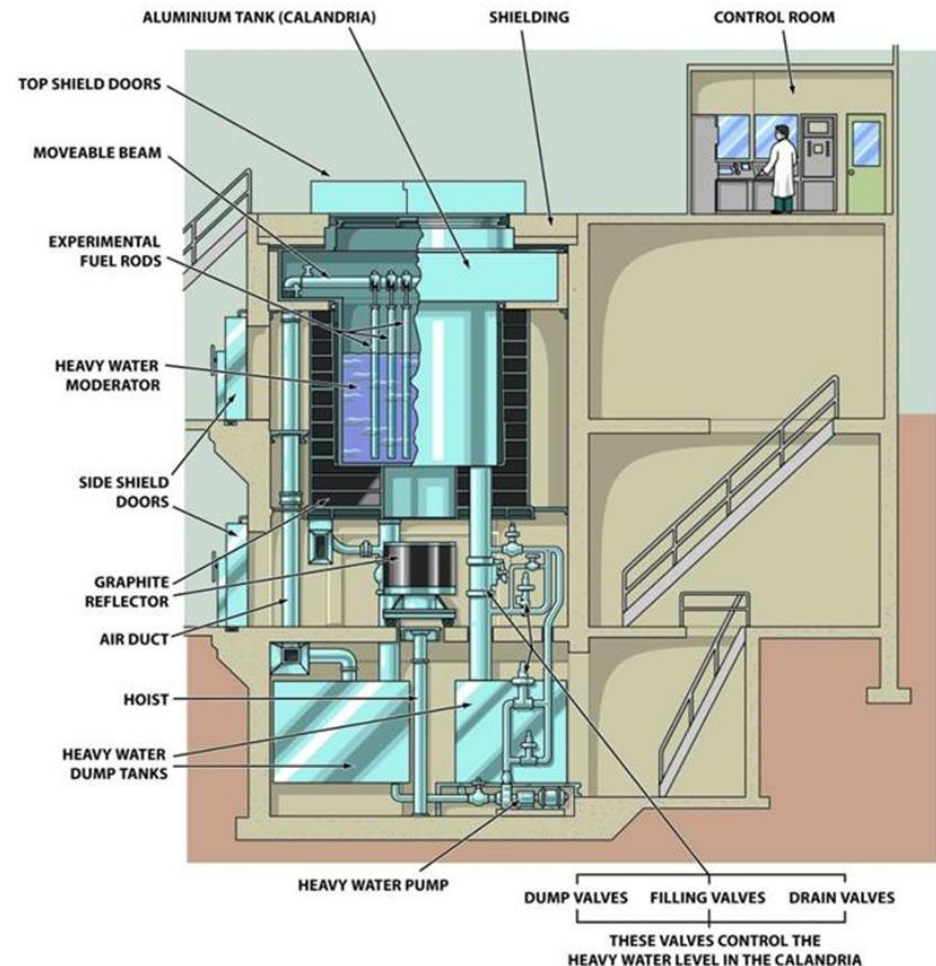 ALUMINIUM TANK (CALANDRIA)
SHIELDING
CONTROL ROOM
TOP SHIELD DOORS
MOVEABLE BEAM
EXPERIMENTAL
FUEL RODS
HEAVY WATER
MODERATOR
SIDE SHIELD
DOORS
GRAPHITE
REFLECTOR
AIR DUCT
HOIST
HEAVY WATER
DUMP TANKS
HEAVY WATER PUMP
DUMP VALVES
FILLING VALVES
DRAIN VALVES
THESE VALVES CONTROL THE
HEAVY WATER LEVEL IN THE CALANDRIA